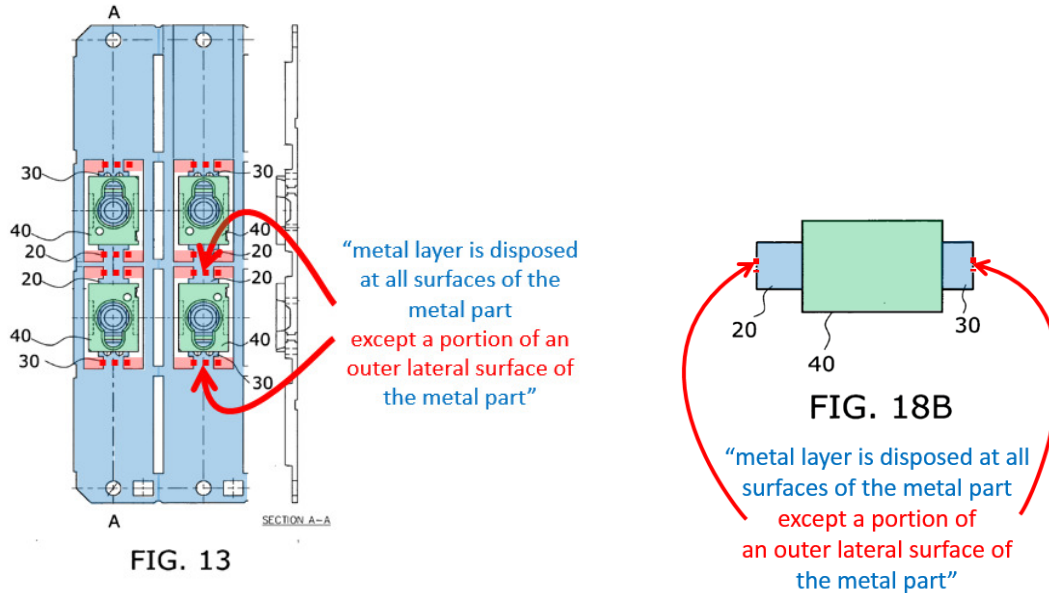 A
30
30
40
40
20
20
20
20
40
40
30
30
A
SECTION A-A
FIG. 13
“metal layer is disposed
at all surfaces of the
metal part
except a portion of an
outer lateral surface of
the metal part”
20
30
40
FIG. 18B
“metal layer is disposed at all
surfaces of the metal part
except a portion of
an outer lateral surface of
the metal part”